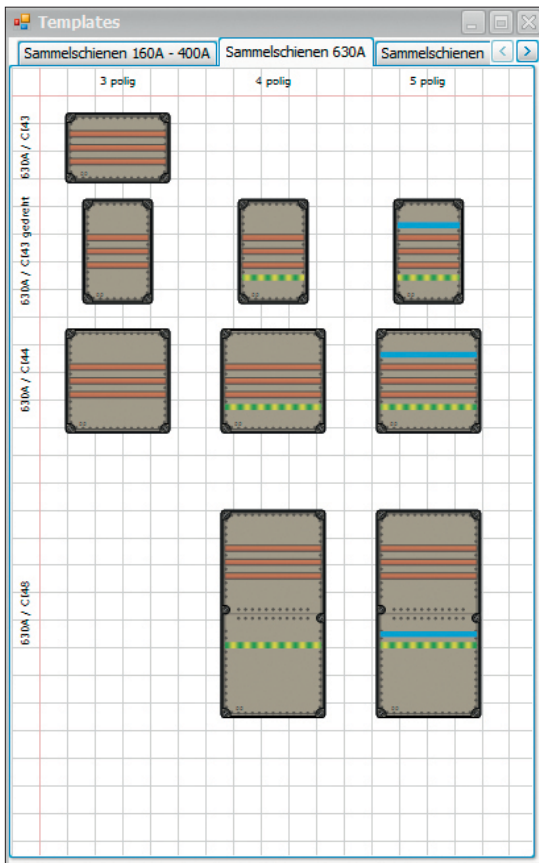 Templates
Sammelschienen 160A - 400A Sammelschienen 630A Sammelschienen
3 polig 4 polig 5 polig
630A / CI43
630A / CI43 gedreht
630A / CI44
630A / CI48